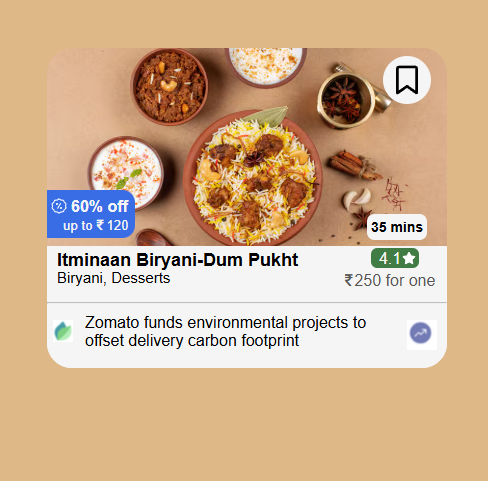 60% off
up to ₹ 120
35 mins
Itminaan Biryani-Dum Pukht
4.1
Biryani, Desserts
₹250 for one
Zomato funds environmental projects to
offset delivery carbon footprint